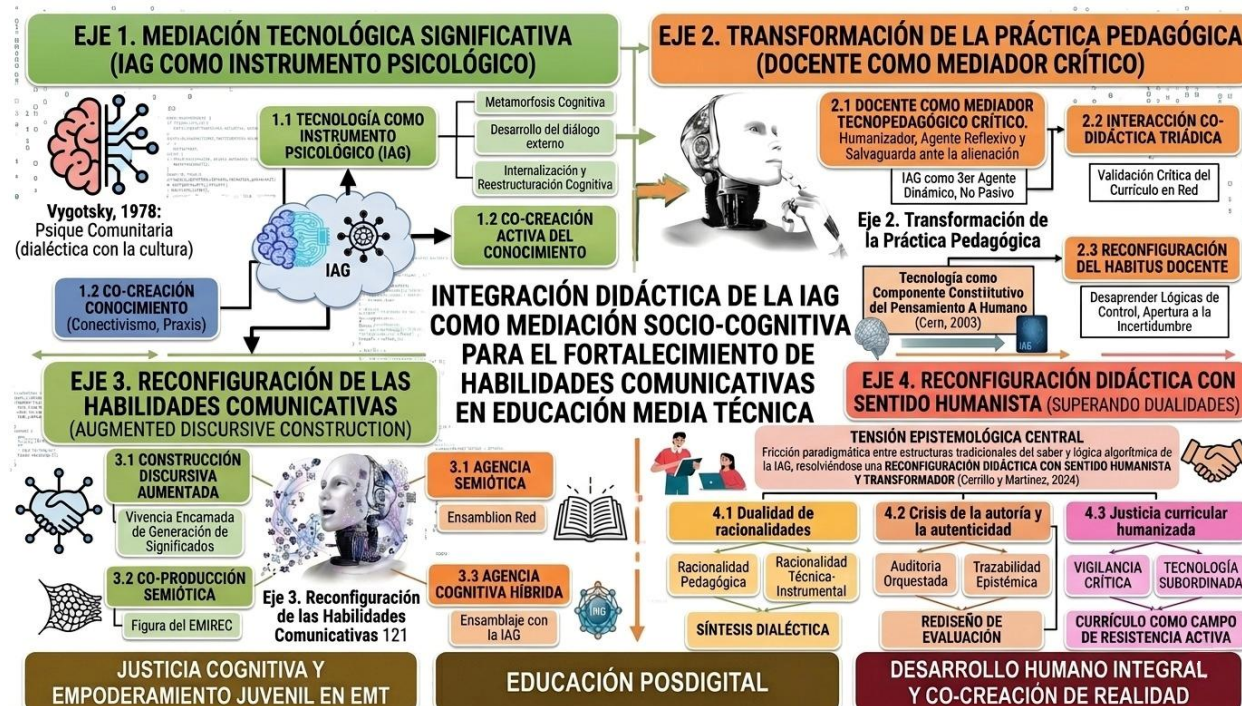 EJE 1. MEDIACIÓN TECNOLÓGICA SIGNIFICATIVA
(IAG COMO INSTRUMENTO PSICOLÓGICO)
EJE 2. TRANSFORMACIÓN DE LA PRÁCTICA PEDAGÓGICA
(DOCENTE COMO MEDIADOR CRÍTICO)
Vygotsky, 1978:
Psique Comunitaria
(dialéctica con la cultura)
1.1 TECNOLOGÍA COMO
INSTRUMENTO
PSICOLÓGICO (IAG)
Metamorfosis Cognitiva
Desarrollo del diálogo
externo
Internalización y
Reestructuración Cognitiva
IAG
1.2 CO-CREACIÓN
ACTIVA DEL
CONOCIMIENTO
1.2 CO-CREACIÓN
CONOCIMIENTO
(Conectivismo, Praxis)
2.1 DOCENTE COMO MEDIADOR
TECNOPEDAGÓGICO CRÍTICO.
Humanizador, Agente Reflexivo y
Salvaguarda ante la alienación
IAG como 3er Agente
Dinámico, No Pasivo
2.2 INTERACCIÓN CO-
DIDÁCTICA TRIÁDICA
Validación Crítica del
Currículo en Red
Eje 2. Transformación de
la Práctica Pedagógica
2.3 RECONFIGURACIÓN
DEL HABITUS DOCENTE
Desaprender Lógicas de
Control, Apertura a la
Incertidumbre
Tecnología como
Componente Constitutivo
del Pensamiento A Humano
(Cern, 2003)
IAG
INTEGRACIÓN DIDÁCTICA DE LA IAG
COMO MEDIACIÓN SOCIO-COGNITIVA
PARA EL FORTALECIMIENTO DE
HABILIDADES COMUNICATIVAS
EN EDUCACIÓN MEDIA TÉCNICA
EJE 3. RECONFIGURACIÓN DE LAS
HABILIDADES COMUNICATIVAS
(AUGMENTED DISCURSIVE CONSTRUCTION)
3.1 CONSTRUCCIÓN
DISCURSIVA
AUMENTADA
Vivencia Encamada
de Generación de
Significados
3.2 CO-PRODUCCIÓN
SEMIÓTICA
Figura del EMIREC
3.1 AGENCIA
SEMIÓTICA
Ensamblion Red
3.3 AGENCIA
COGNITIVA HÍBRIDA
Ensamblaje con
la IAG
Eje 3. Reconfiguración
de las Habilidades
Comunicativas 121
EJE 4. RECONFIGURACIÓN DIDÁCTICA CON
SENTIDO HUMANISTA (SUPERANDO DUALIDADES)
TENSIÓN EPISTEMOLÓGICA CENTRAL
Fricción paradigmática entre estructuras tradicionales del saber y lógica algorítmica de
la IAG, resolviéndose una RECONFIGURACIÓN DIDÁCTICA CON SENTIDO HUMANISTA
Y TRANSFORMADOR (Cerrillo y Martinez, 2024)
4.1 Dualidad de
racionalidades
Racionalidad
Pedagógica
Racionalidad
Técnica-
Instrumental
SÍNTESIS DIALÉCTICA
4.2 Crisis de la autoría y
la autenticidad
Auditoria
Orquestada
Trazabilidad
Epistémica
REDISEÑO DE
EVALUACIÓN
4.3 Justicia curricular
humanizada
VIGILANCIA
CRÍTICA
TECNOLOGÍA
SUBORDINADA
CURRÍCULO COMO CAMPO
DE RESISTENCIA ACTIVA
JUSTICIA COGNITIVA Y
EMPODERAMIENTO JUVENIL EN EMT
EDUCACIÓN POSDIGITAL
DESARROLLO HUMANO INTEGRAL
Y CO-CREACIÓN DE REALIDAD